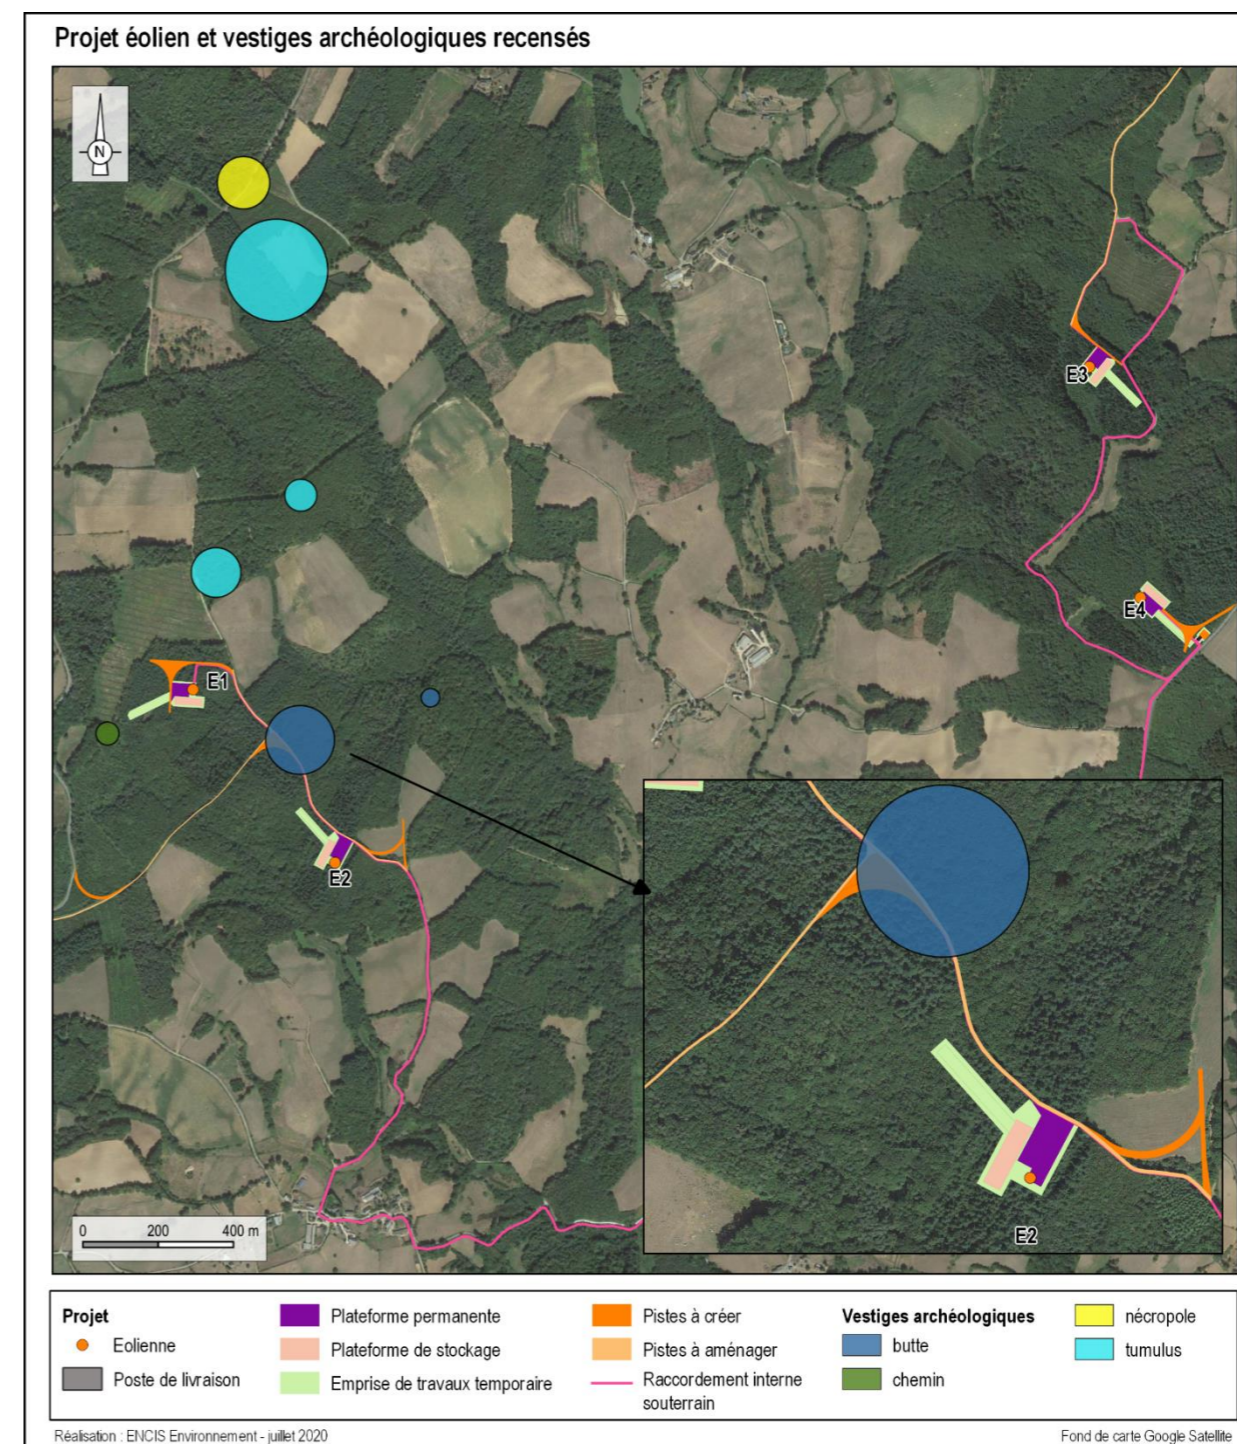 Projet éolien et vestiges archéologiques recensés
N
E3
E4
E1
E2
E2
0 200 400 m
Projet
Eolienne
Poste de livraison
Plateforme permanente
Plateforme de stockage
Emprise de travaux temporaire
Pistes à créer
Pistes à aménager
Raccordement interne
souterrain
Vestiges archéologiques
butte
chemin
nécropole
tumulus
Réalisation : ENCIS Environnement - juillet 2020
Fond de carte Google Satellite